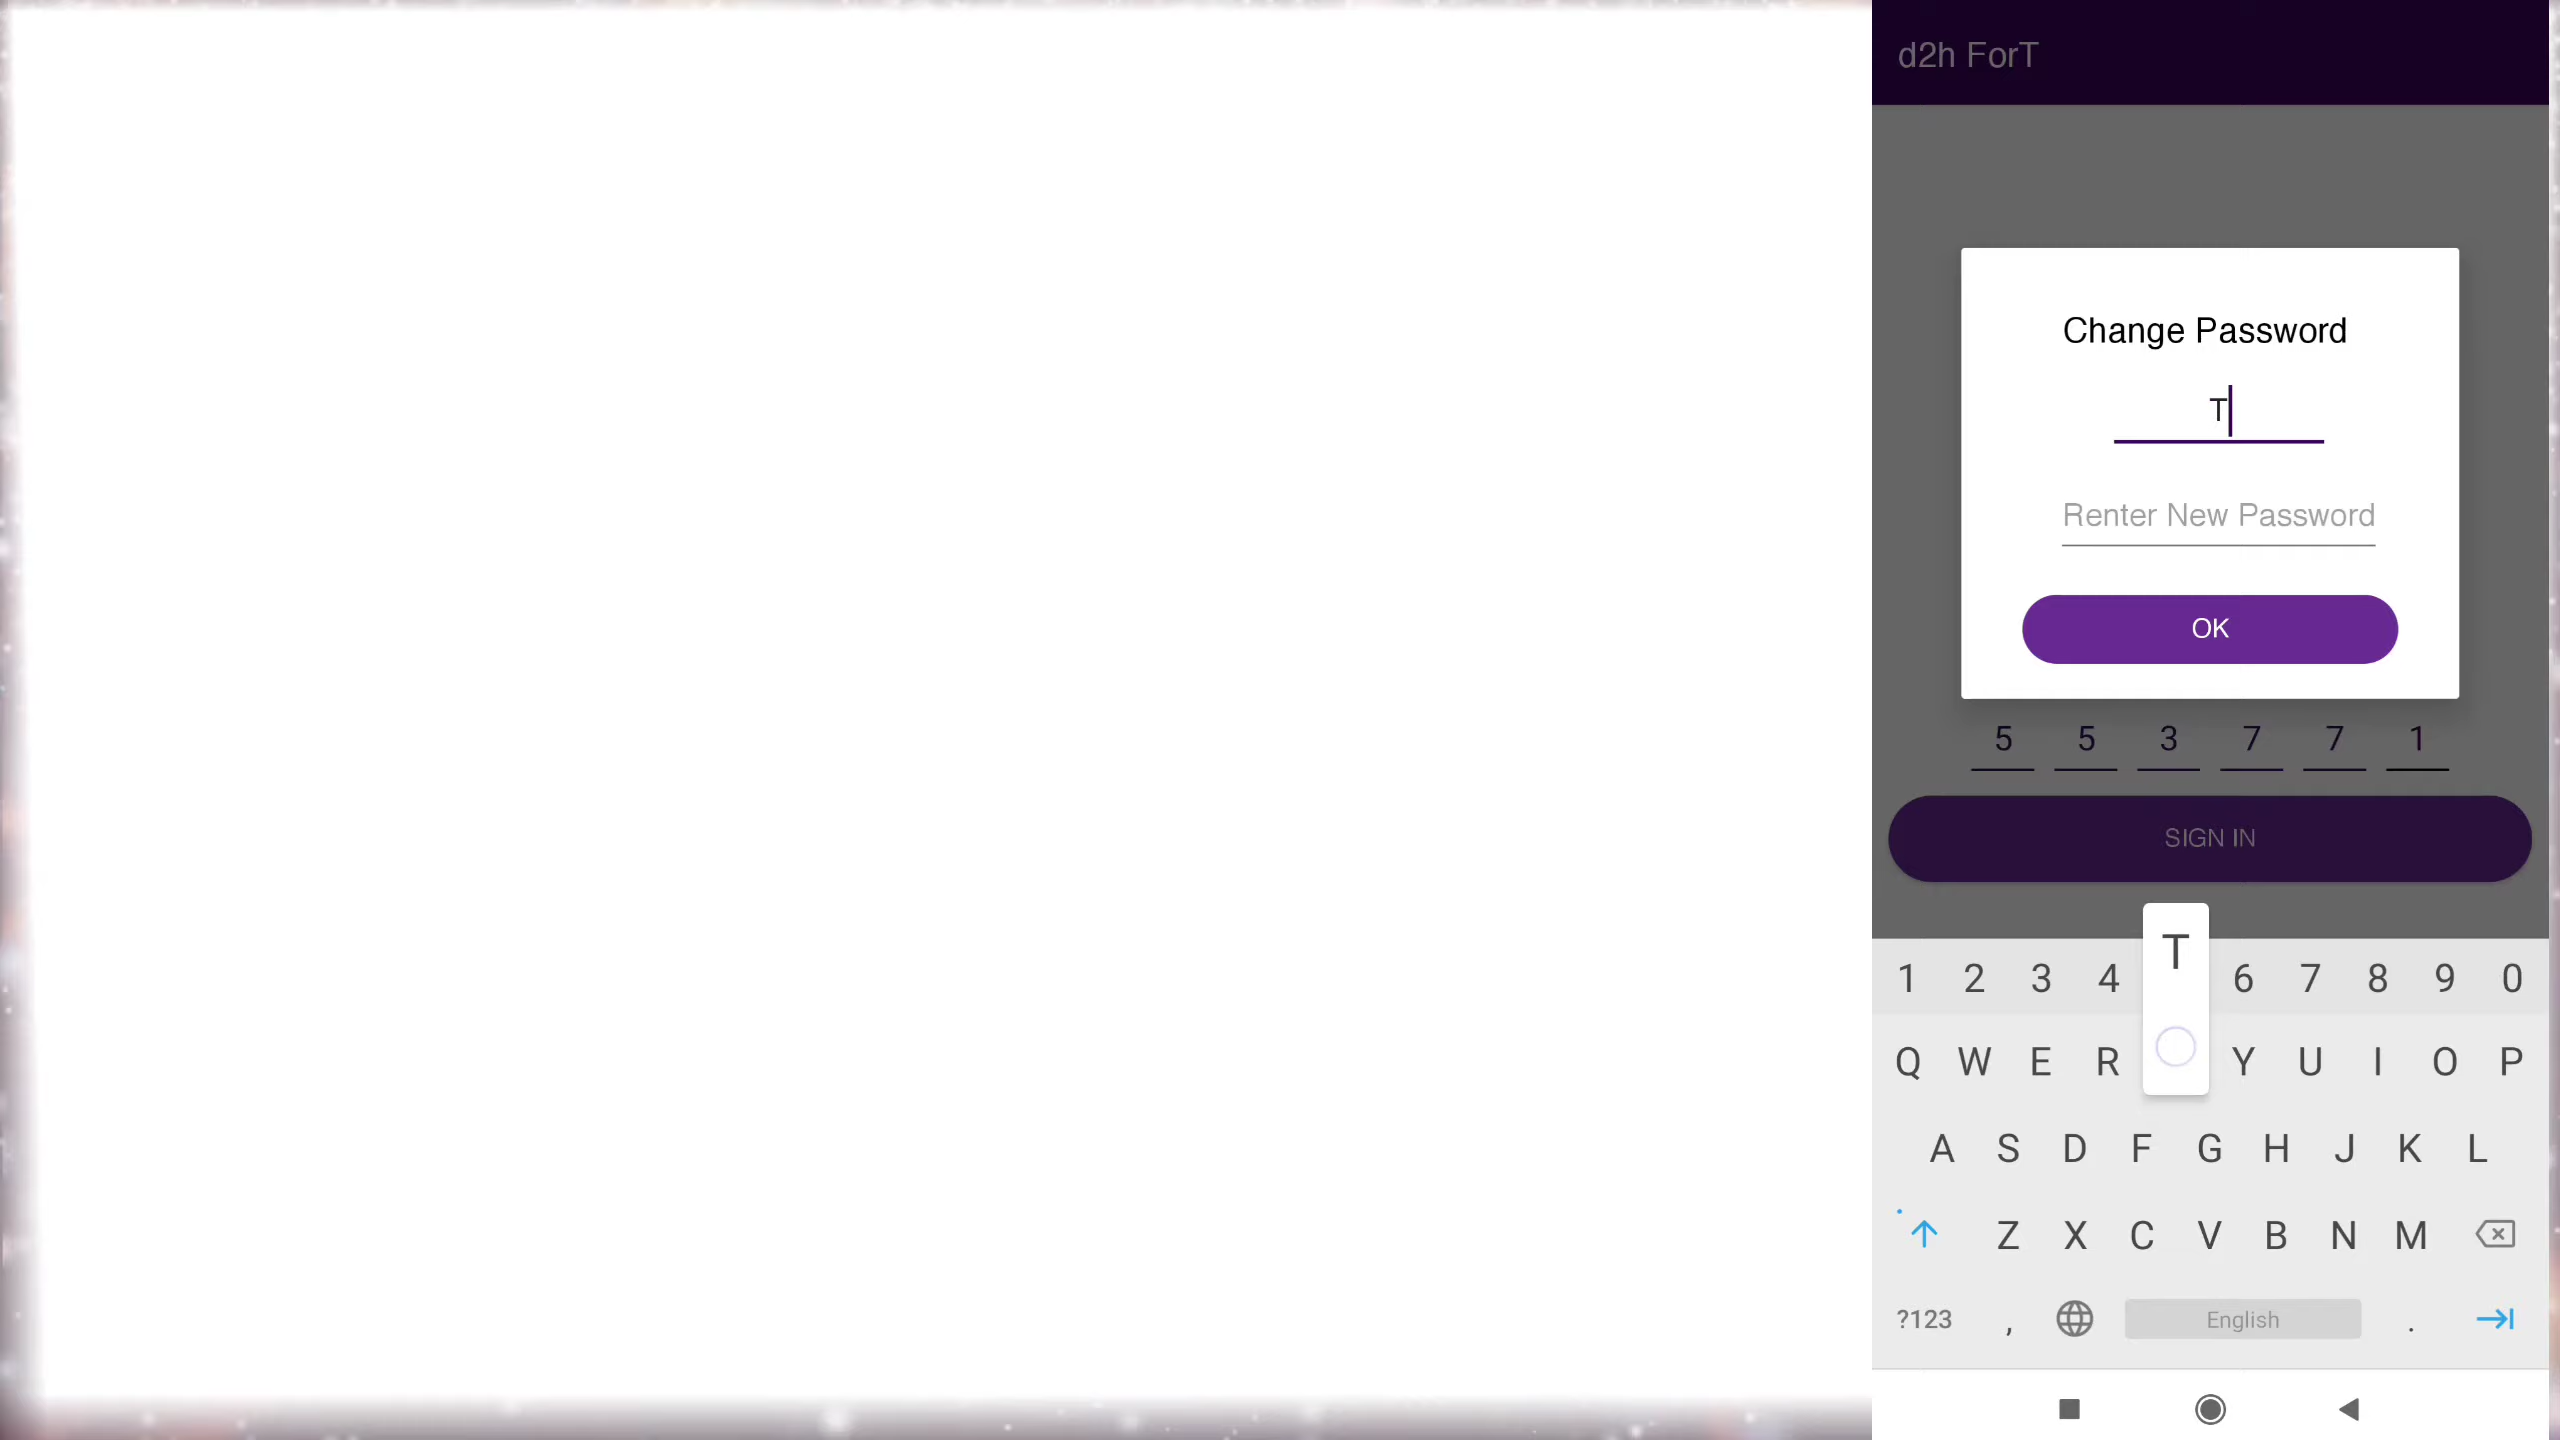 d2h ForT
Change Password
T
Renter New Password
OK
5 5 3 7 7 1
SIGN IN
T
1 2 3 4 6 7 8 9 0
Q W E R Y U I O P
A S D F G H J K L
Z X C V B N M
?123 , English .